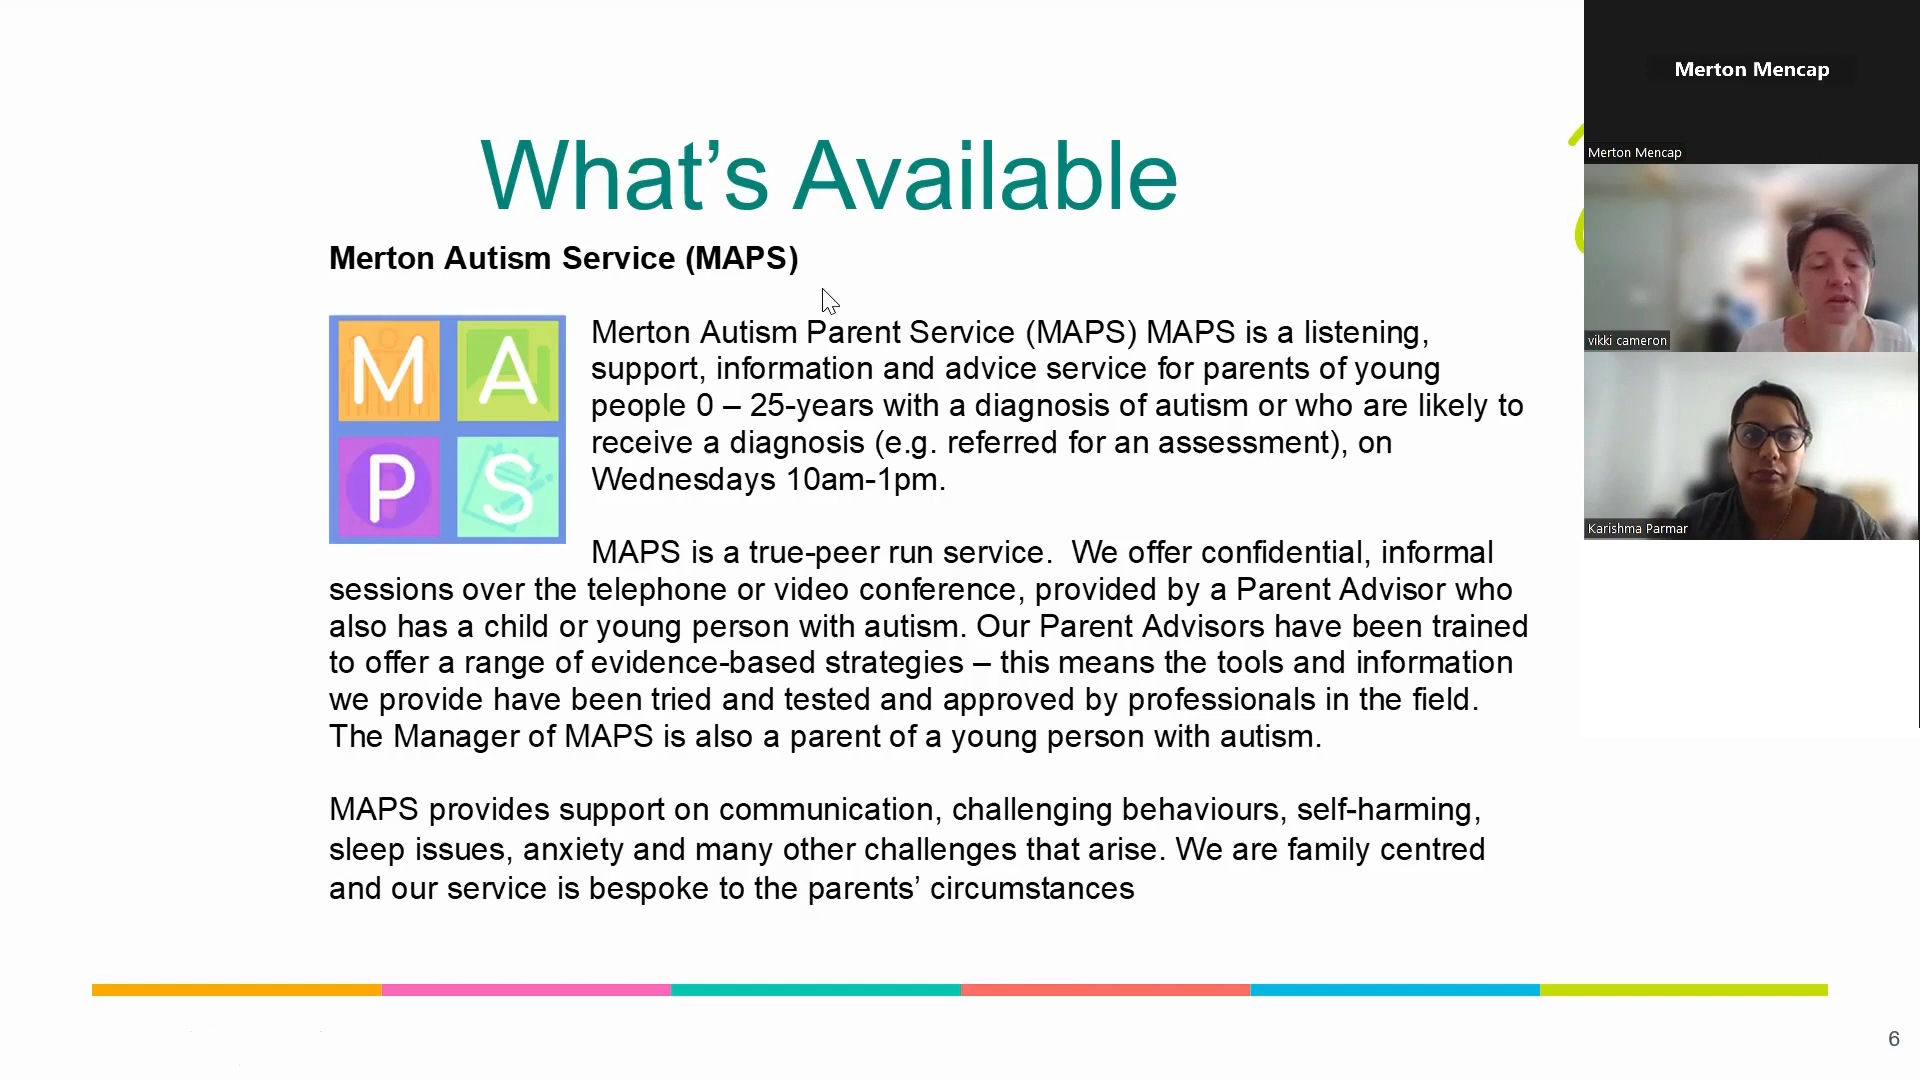 What’s Available
Merton Autism Service (MAPS)
M A
P S
Merton Autism Parent Service (MAPS) MAPS is a listening,
support, information and advice service for parents of young
people 0 – 25-years with a diagnosis of autism or who are likely to
receive a diagnosis (e.g. referred for an assessment), on
Wednesdays 10am-1pm.
MAPS is a true-peer run service.  We offer confidential, informal
sessions over the telephone or video conference, provided by a Parent Advisor who
also has a child or young person with autism. Our Parent Advisors have been trained
to offer a range of evidence-based strategies – this means the tools and information
we provide have been tried and tested and approved by professionals in the field.
The Manager of MAPS is also a parent of a young person with autism.
MAPS provides support on communication, challenging behaviours, self-harming,
sleep issues, anxiety and many other challenges that arise. We are family centred
and our service is bespoke to the parents’ circumstances
6
Merton Mencap
Merton Mencap
vikki cameron
Karishma Parmar